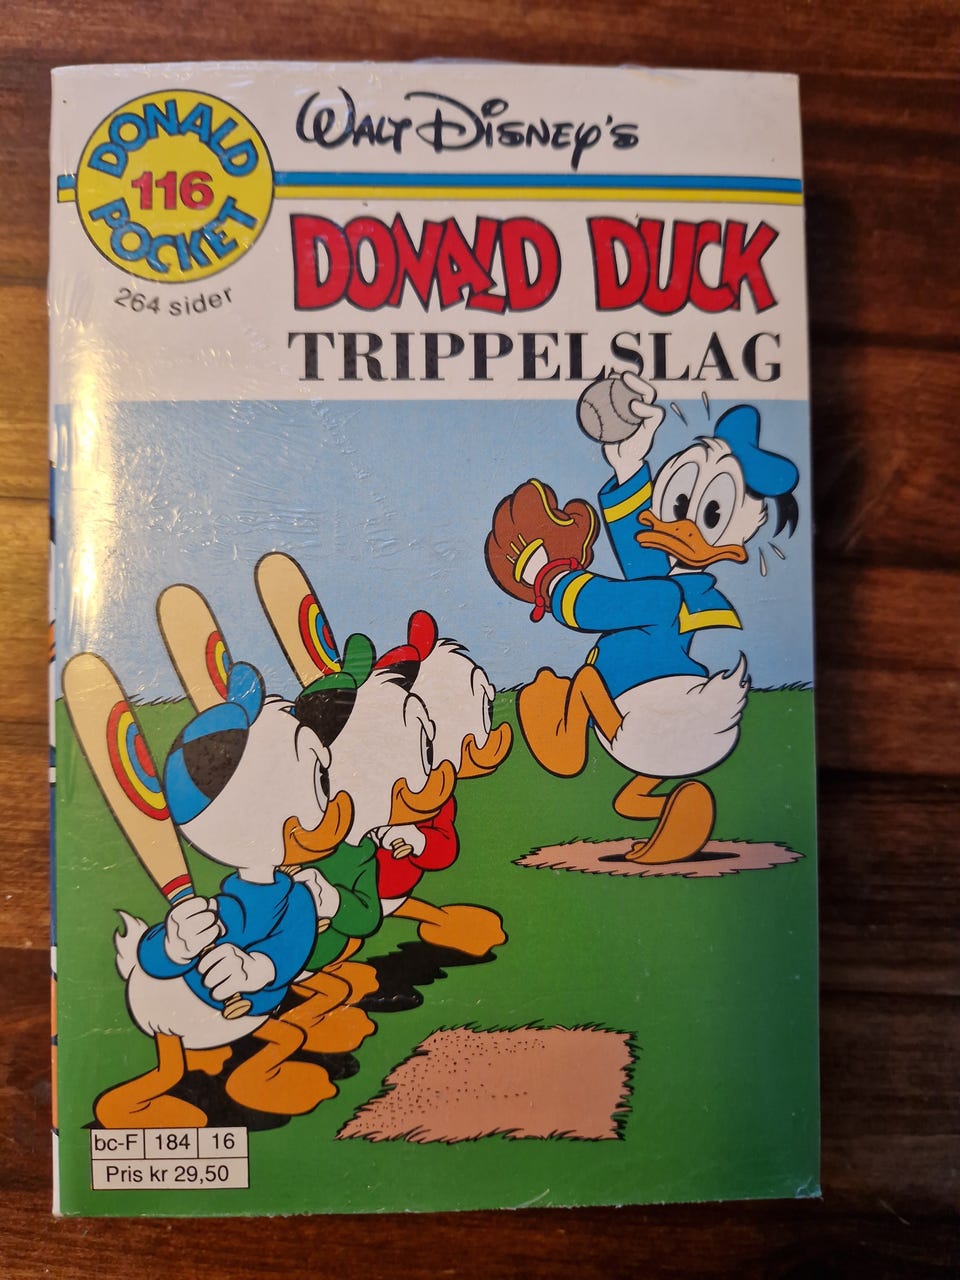 DONALD
116
POCKET
264 sider
WALT DISNEY'S
DONALD DUCK
TRIPPELSLAG
bc-F 184 16
Pris kr 29,50